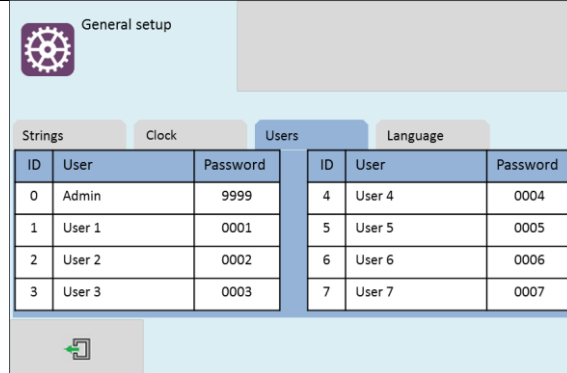 General setup
Strings Clock Users Language
ID User Password ID User Password
0 Admin 9999 4 User 4 0004
1 User 1 0001 5 User 5 0005
2 User 2 0002 6 User 6 0006
3 User 3 0003 7 User 7 0007